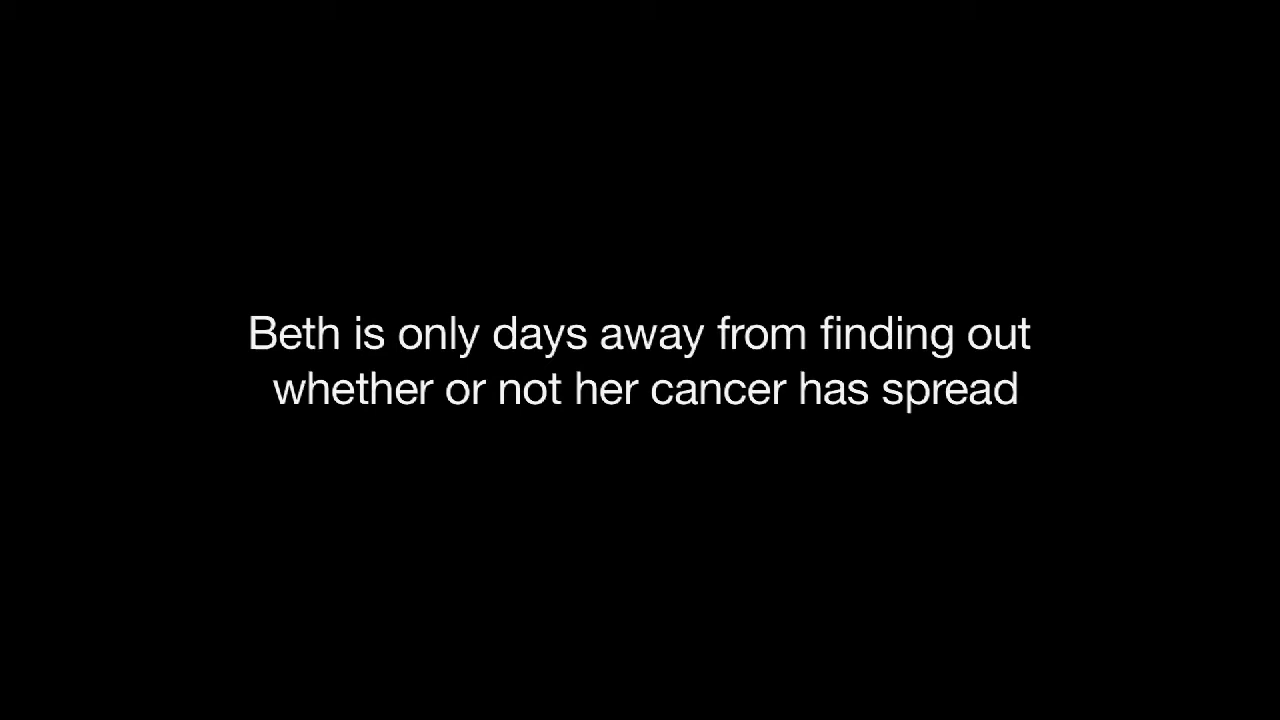 Beth is only days away from finding out
whether or not her cancer has spread